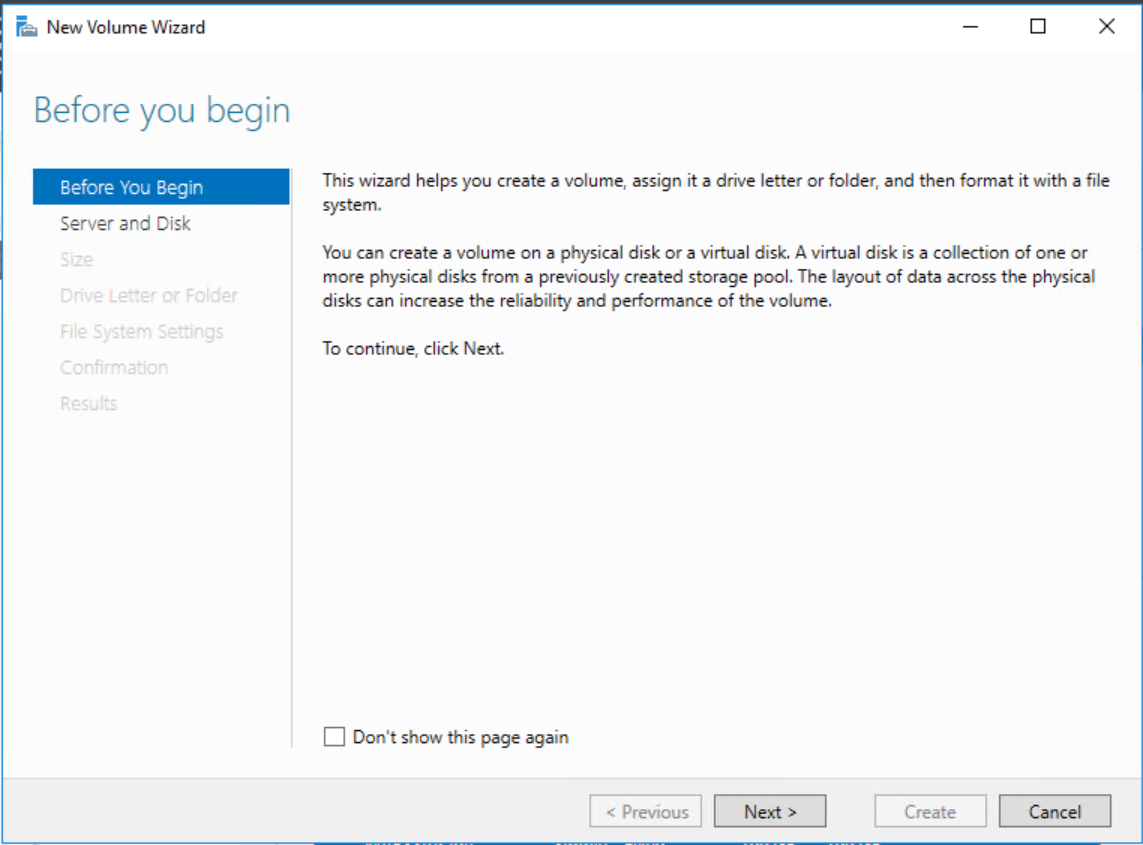 New Volume Wizard
Before you begin
Before You Begin
Server and Disk
Size
Drive Letter or Folder
File System Settings
Confirmation
Results
This wizard helps you create a volume, assign it a drive letter or folder, and then format it with a file
system.
You can create a volume on a physical disk or a virtual disk. A virtual disk is a collection of one or
more physical disks from a previously created storage pool. The layout of data across the physical
disks can increase the reliability and performance of the volume.
To continue, click Next.
Don't show this page again
< Previous
Next >
Create
Cancel